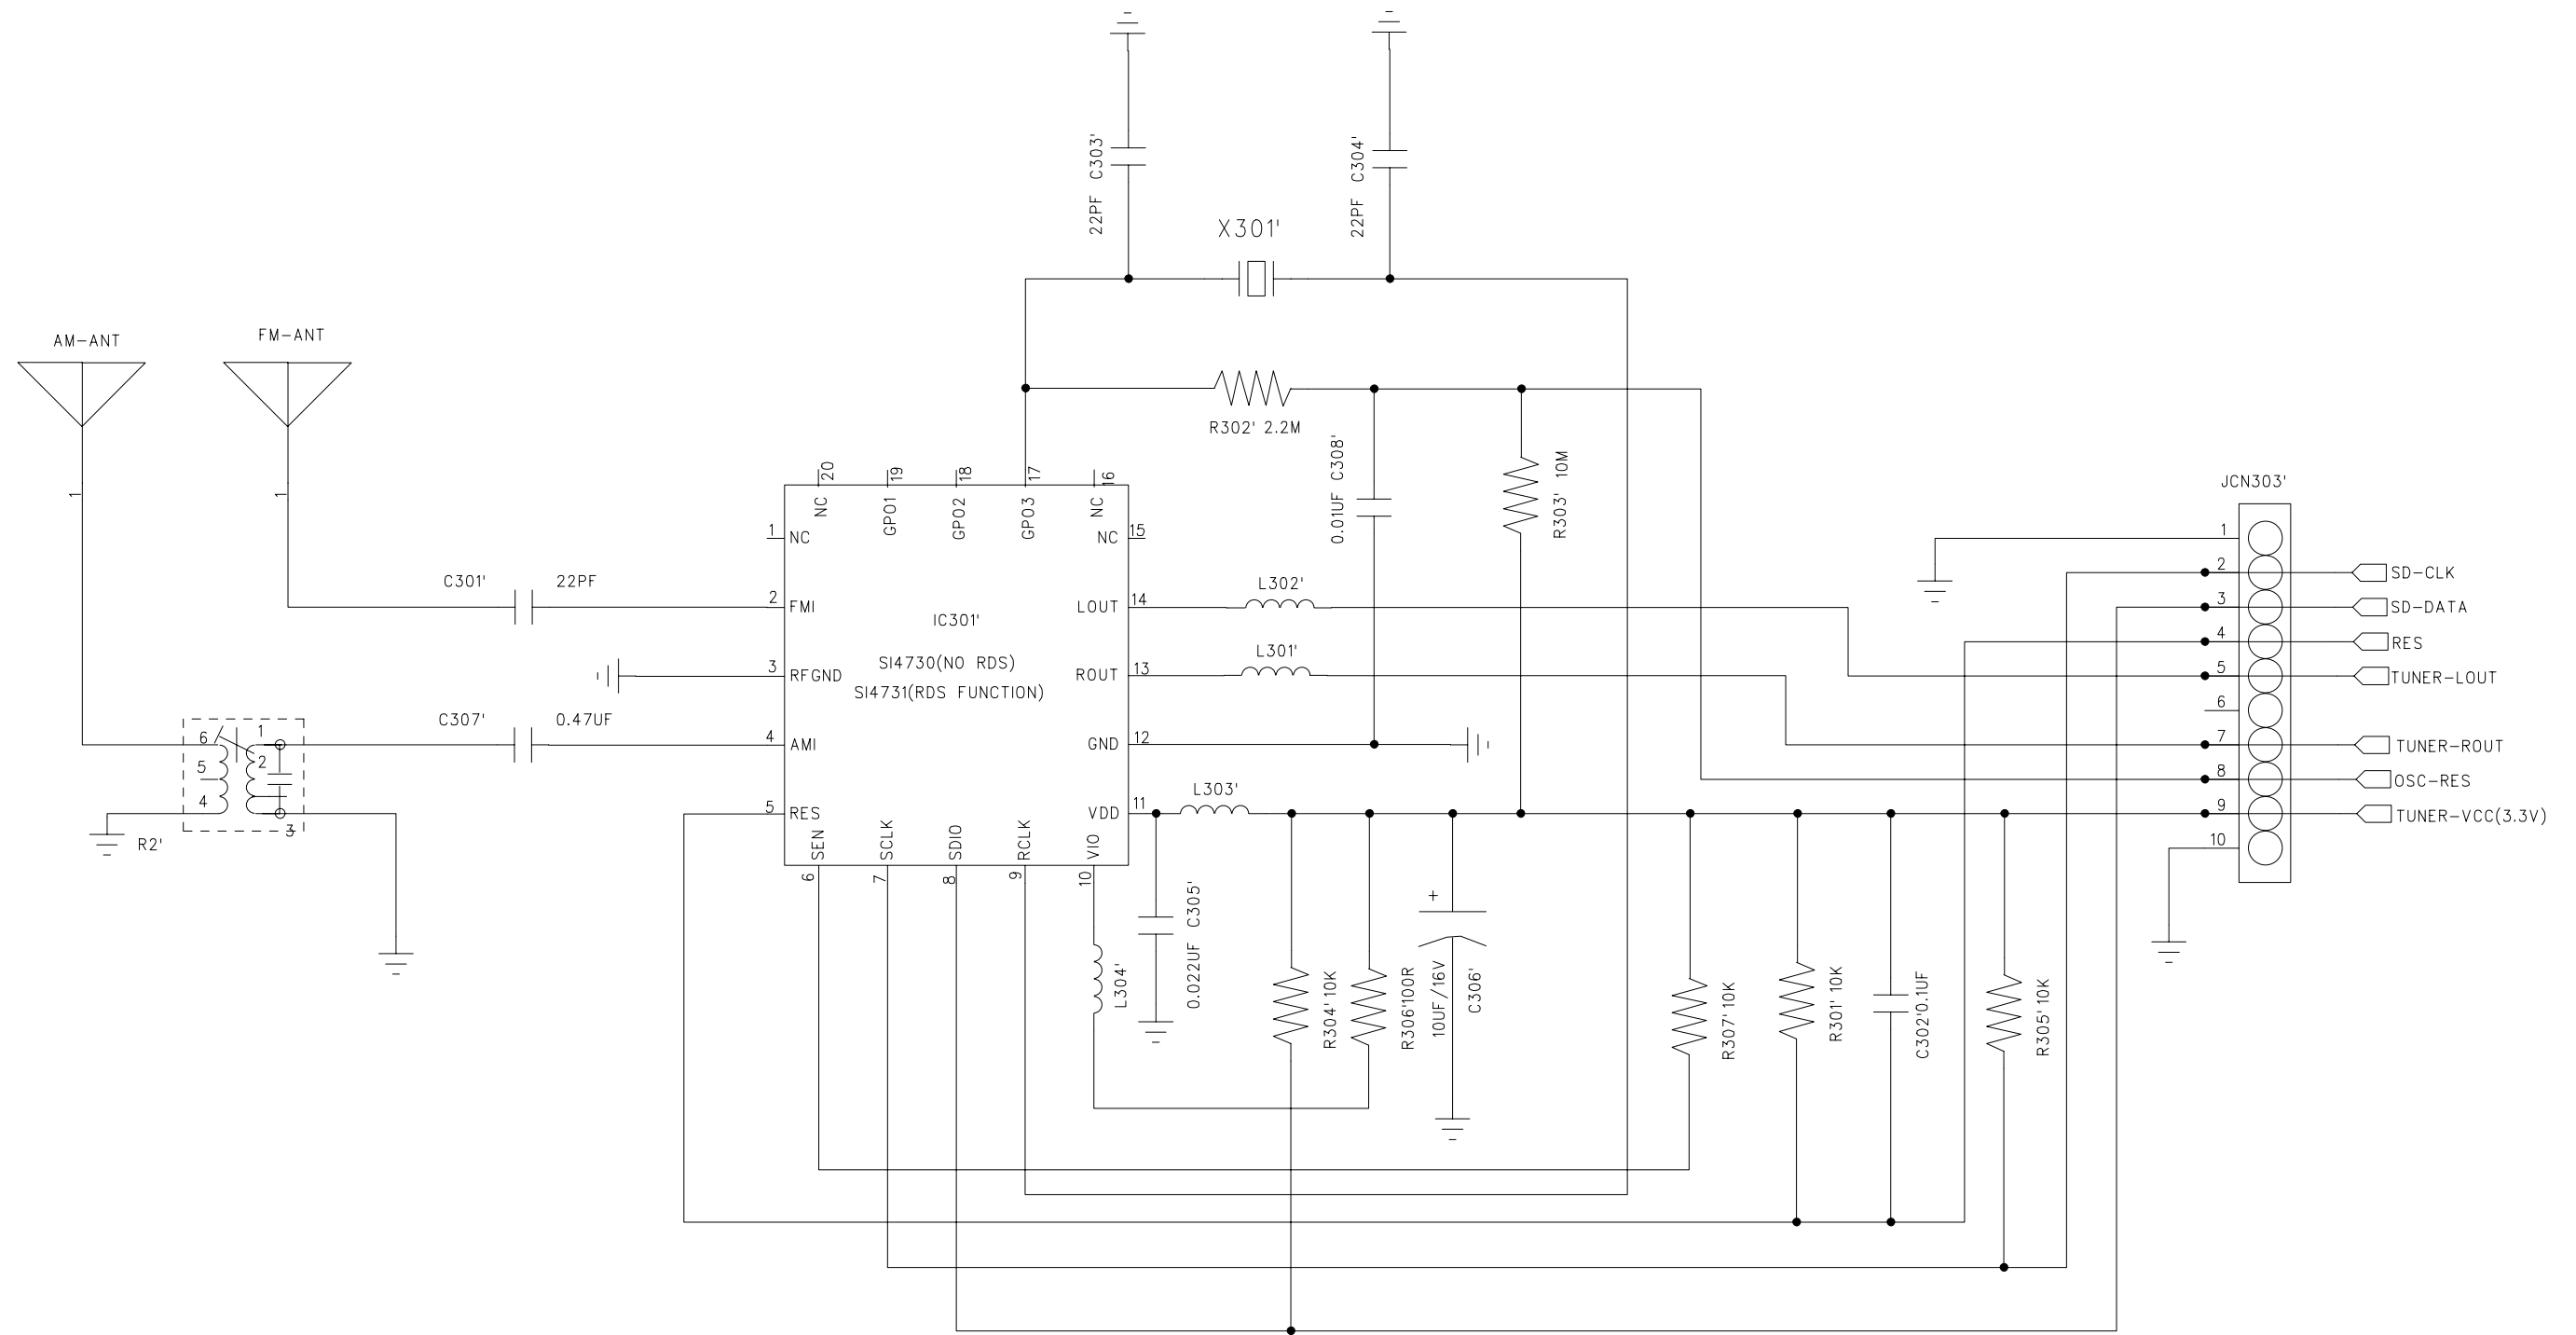 22PF C303'
22PF C304'
X301'
AM-ANT
FM-ANT
1
1
R302' 2.2M
0.01UF C308'
R303' 10M
JCN303'
20
19
18
17
16
NC
GPO1
GPO2
GPO3
NC
1
NC
NC
15
C301'
22PF
2
FMI
LOUT
14
L302'
IC301'
SI4730(NO RDS)
SI4731(RDS FUNCTION)
3
RFGND
ROUT
13
L301'
C307'
0.47UF
4
AMI
GND
12
6
5
4
1
2
3
R2'
5
RES
VDD
11
L303'
SEN
SCLK
SDIO
RCLK
VIO
6
7
8
9
10
L304'
0.022UF C305'
R304' 10K
R306'100R
+
10UF/16V
C306'
R307' 10K
R301' 10K
C302'0.1UF
R305' 10K
1
2
SD-CLK
3
SD-DATA
4
RES
5
TUNER-LOUT
6
7
TUNER-ROUT
8
OSC-RES
9
TUNER-VCC(3.3V)
10